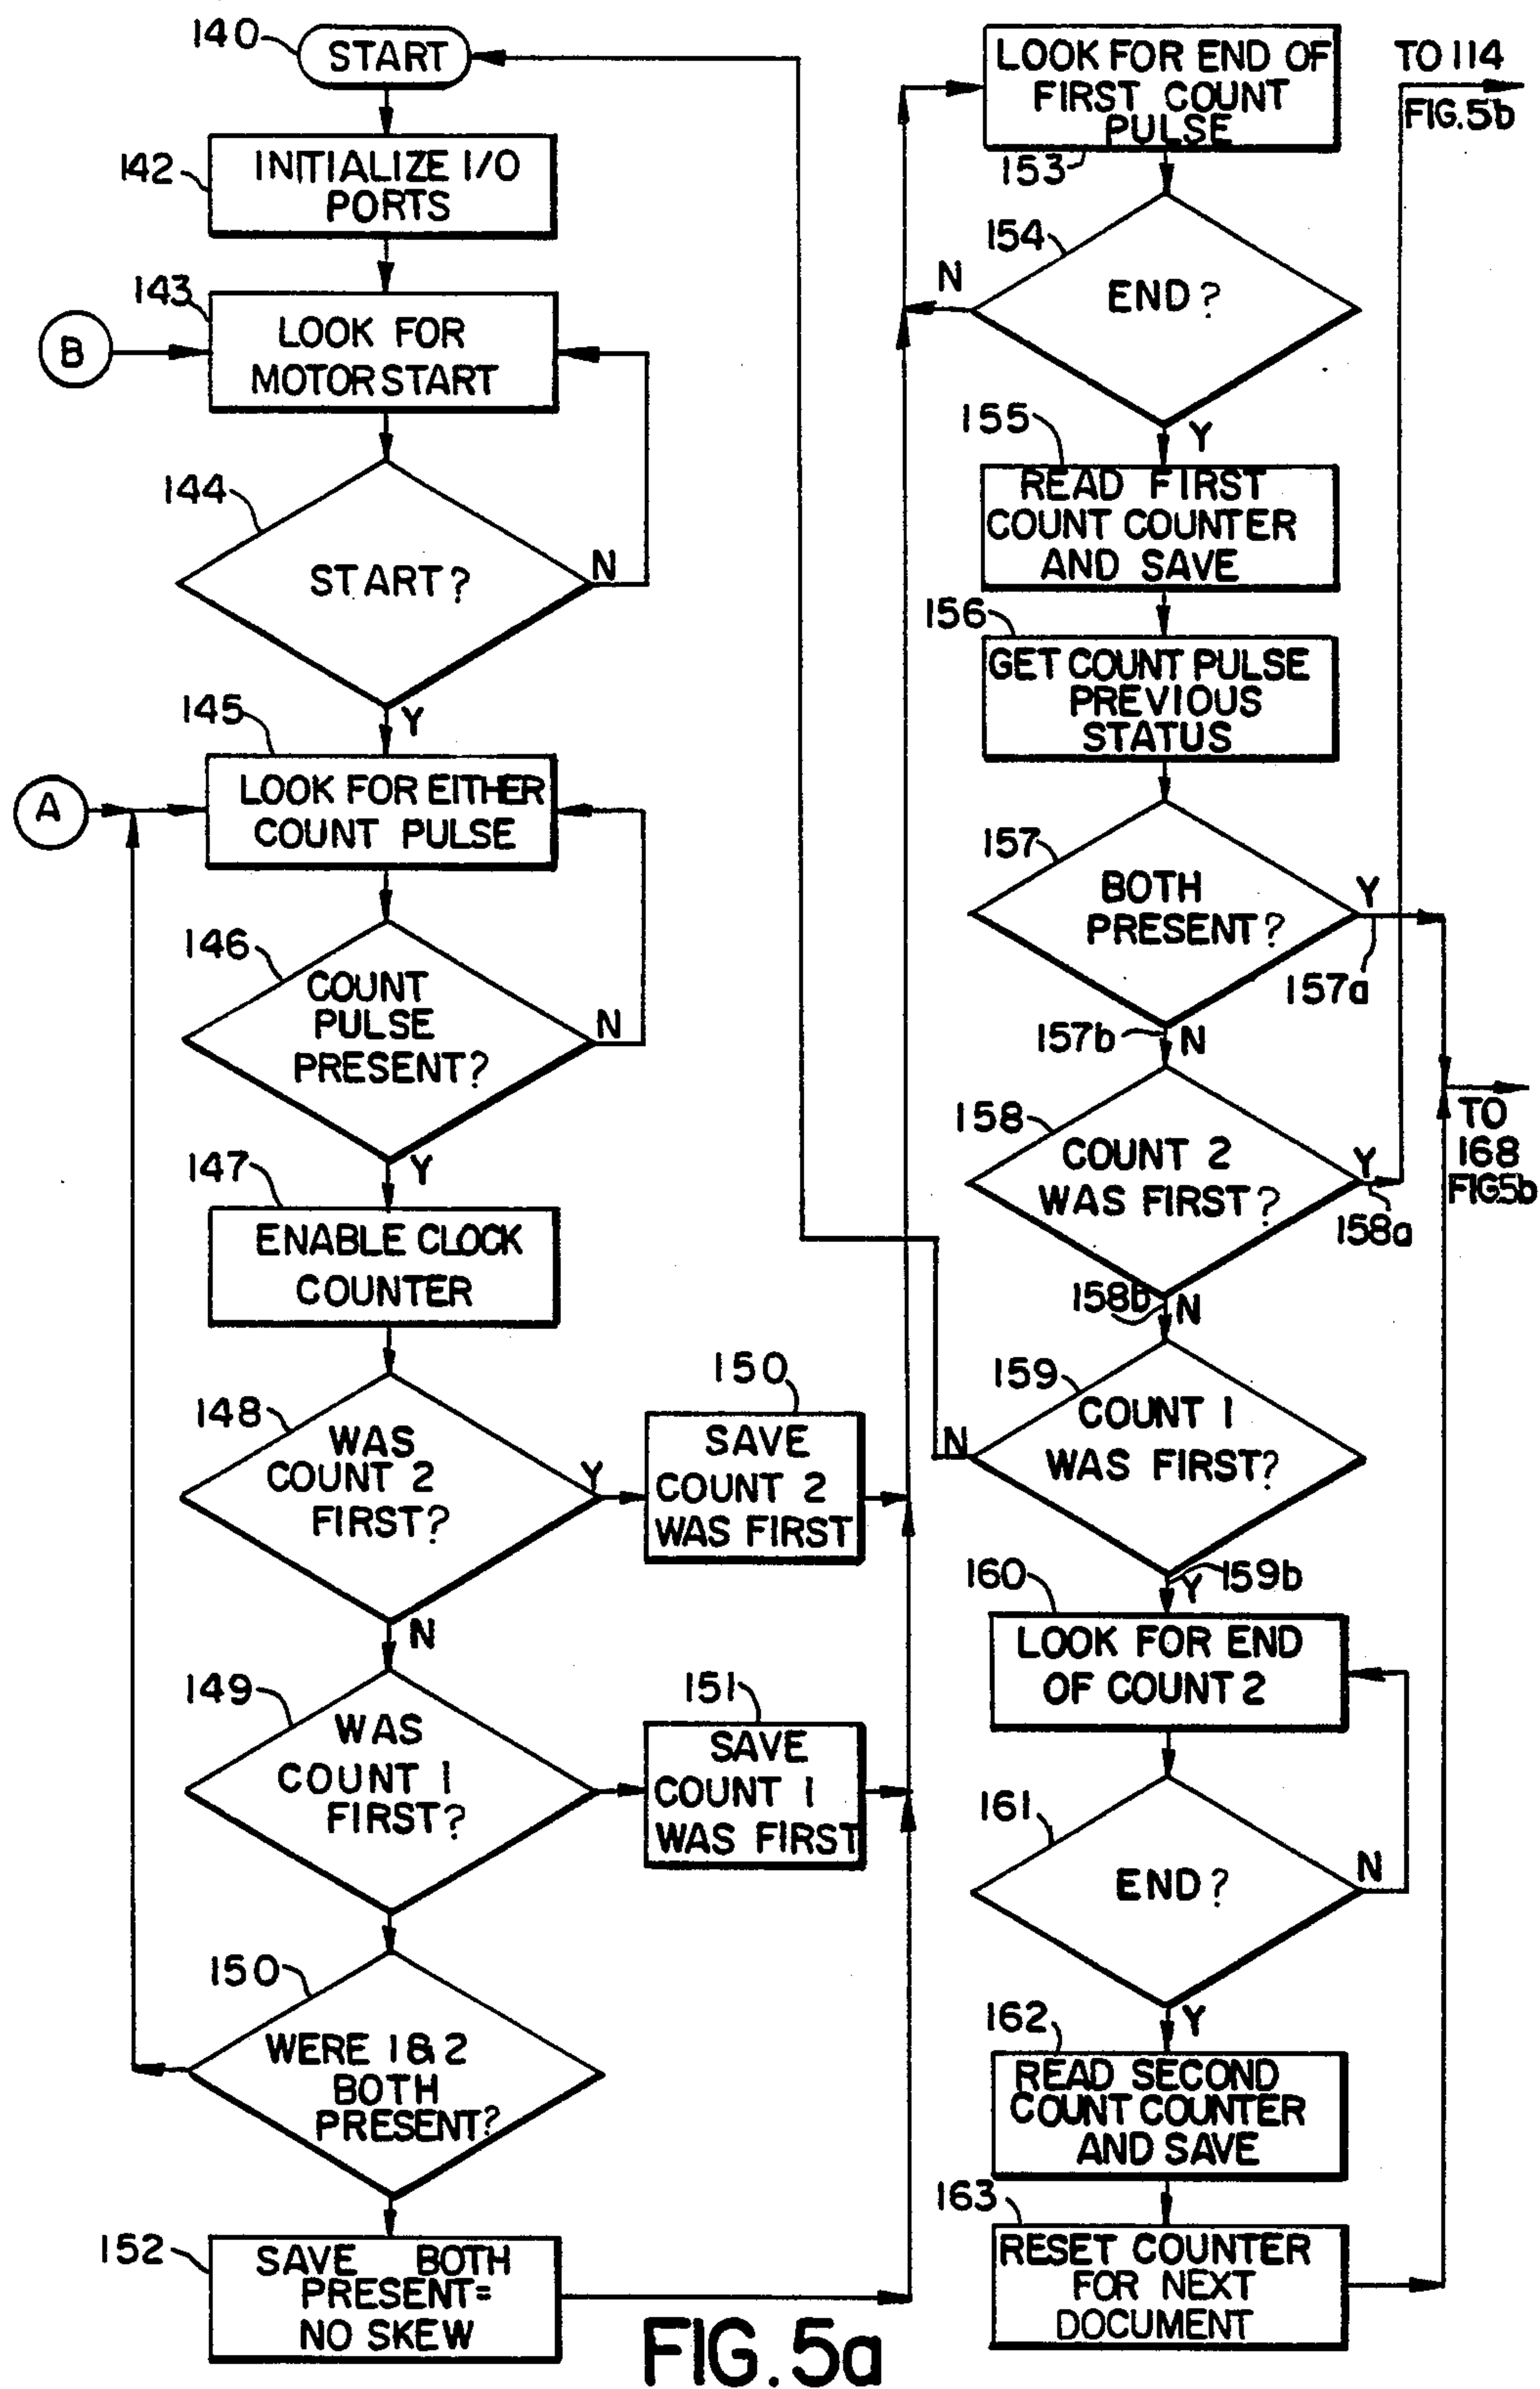 140
START
142
INITIALIZE I/O
PORTS
143
B
LOOK FOR
MOTOR START
144
START?
N
Y
145
A
LOOK FOR EITHER
COUNT PULSE
146
COUNT
PULSE
PRESENT?
N
Y
147
ENABLE CLOCK
COUNTER
148
WAS
COUNT 2
FIRST?
Y
N
150
SAVE
COUNT 2
WAS FIRST
149
WAS
COUNT 1
FIRST?
151
SAVE
COUNT 1
WAS FIRST
150
WERE 1&2
BOTH
PRESENT?
152
SAVE BOTH
PRESENT=
NO SKEW
LOOK FOR END OF
FIRST COUNT
PULSE
153
TO 114
FIG.5b
154
END?
N
Y
155
READ FIRST
COUNT COUNTER
AND SAVE
156
GET COUNT PULSE
PREVIOUS
STATUS
157
BOTH
PRESENT?
Y
157a
157b
N
TO
168
FIG5b
158
COUNT 2
WAS FIRST?
Y
158a
158b
N
159
COUNT 1
WAS FIRST?
N
159b
Y
160
LOOK FOR END
OF COUNT 2
161
END?
N
Y
162
READ SECOND
COUNT COUNTER
AND SAVE
163
RESET COUNTER
FOR NEXT
DOCUMENT
FIG. 5a